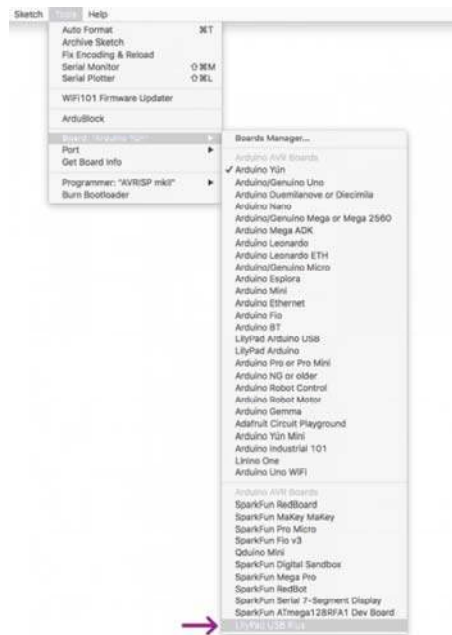 Sketch Tools Help
Auto Format ⌘T
Archive Sketch
Fix Encoding & Reload
Serial Monitor ⇧⌘M
Serial Plotter ⇧⌘L
WiFi101 Firmware Updater
ArduBlock
Board: "Arduino Yún"
Port
Get Board Info
Programmer: "AVRISP mkII"
Burn Bootloader
Boards Manager...
Arduino AVR Boards
✓ Arduino Yún
Arduino/Genuino Uno
Arduino Duemilanove or Diecimila
Arduino Nano
Arduino/Genuino Mega or Mega 2560
Arduino Mega ADK
Arduino Leonardo
Arduino Leonardo ETH
Arduino/Genuino Micro
Arduino Esplora
Arduino Mini
Arduino Ethernet
Arduino Fio
Arduino BT
LilyPad Arduino USB
LilyPad Arduino
Arduino Pro or Pro Mini
Arduino NG or older
Arduino Robot Control
Arduino Robot Motor
Arduino Gemma
Adafruit Circuit Playground
Arduino Yún Mini
Arduino Industrial 101
Linino One
Arduino Uno WiFi
Arduino AVR Boards
SparkFun RedBoard
SparkFun MaKey MaKey
SparkFun Pro Micro
SparkFun Fio v3
Qduino Mini
SparkFun Digital Sandbox
SparkFun Mega Pro
SparkFun RedBot
SparkFun Serial 7-Segment Display
SparkFun ATmega128RFA1 Dev Board
LilyPad USB Plus